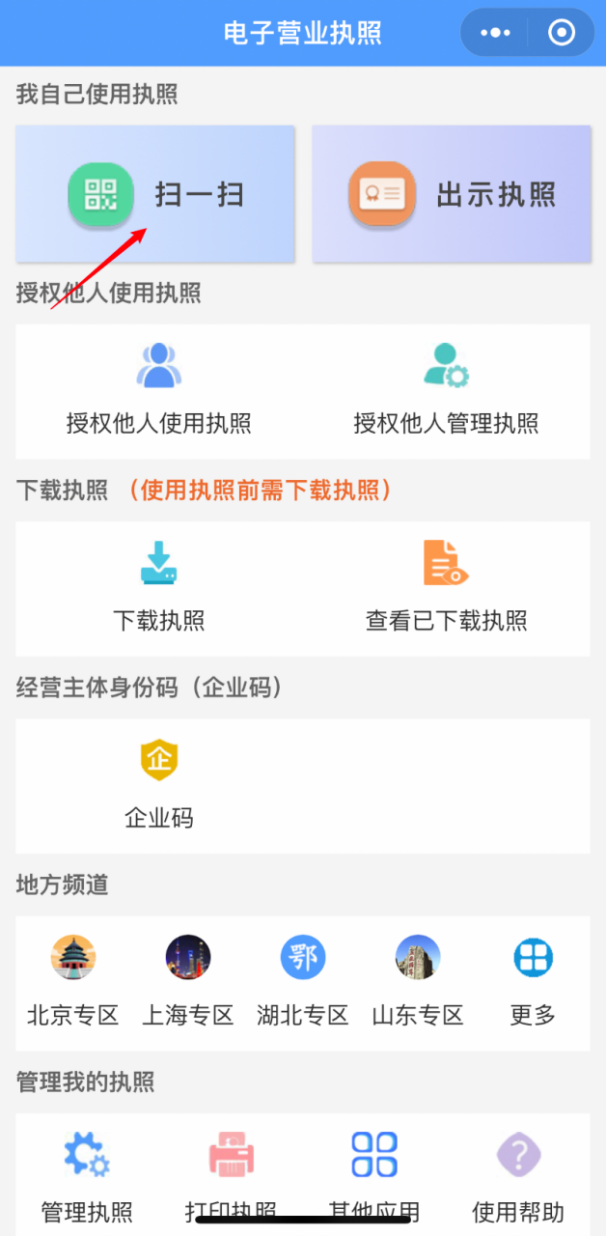 电子营业执照
我自己使用执照
扫一扫
出示执照
授权他人使用执照
授权他人使用执照
授权他人管理执照
下载执照 （使用执照前需下载执照）
下载执照
查看已下载执照
经营主体身份码（企业码）
企
企业码
地方频道
鄂
北京专区
上海专区
湖北专区
山东专区
更多
管理我的执照
?
管理执照
打印执照
其他应用
使用帮助